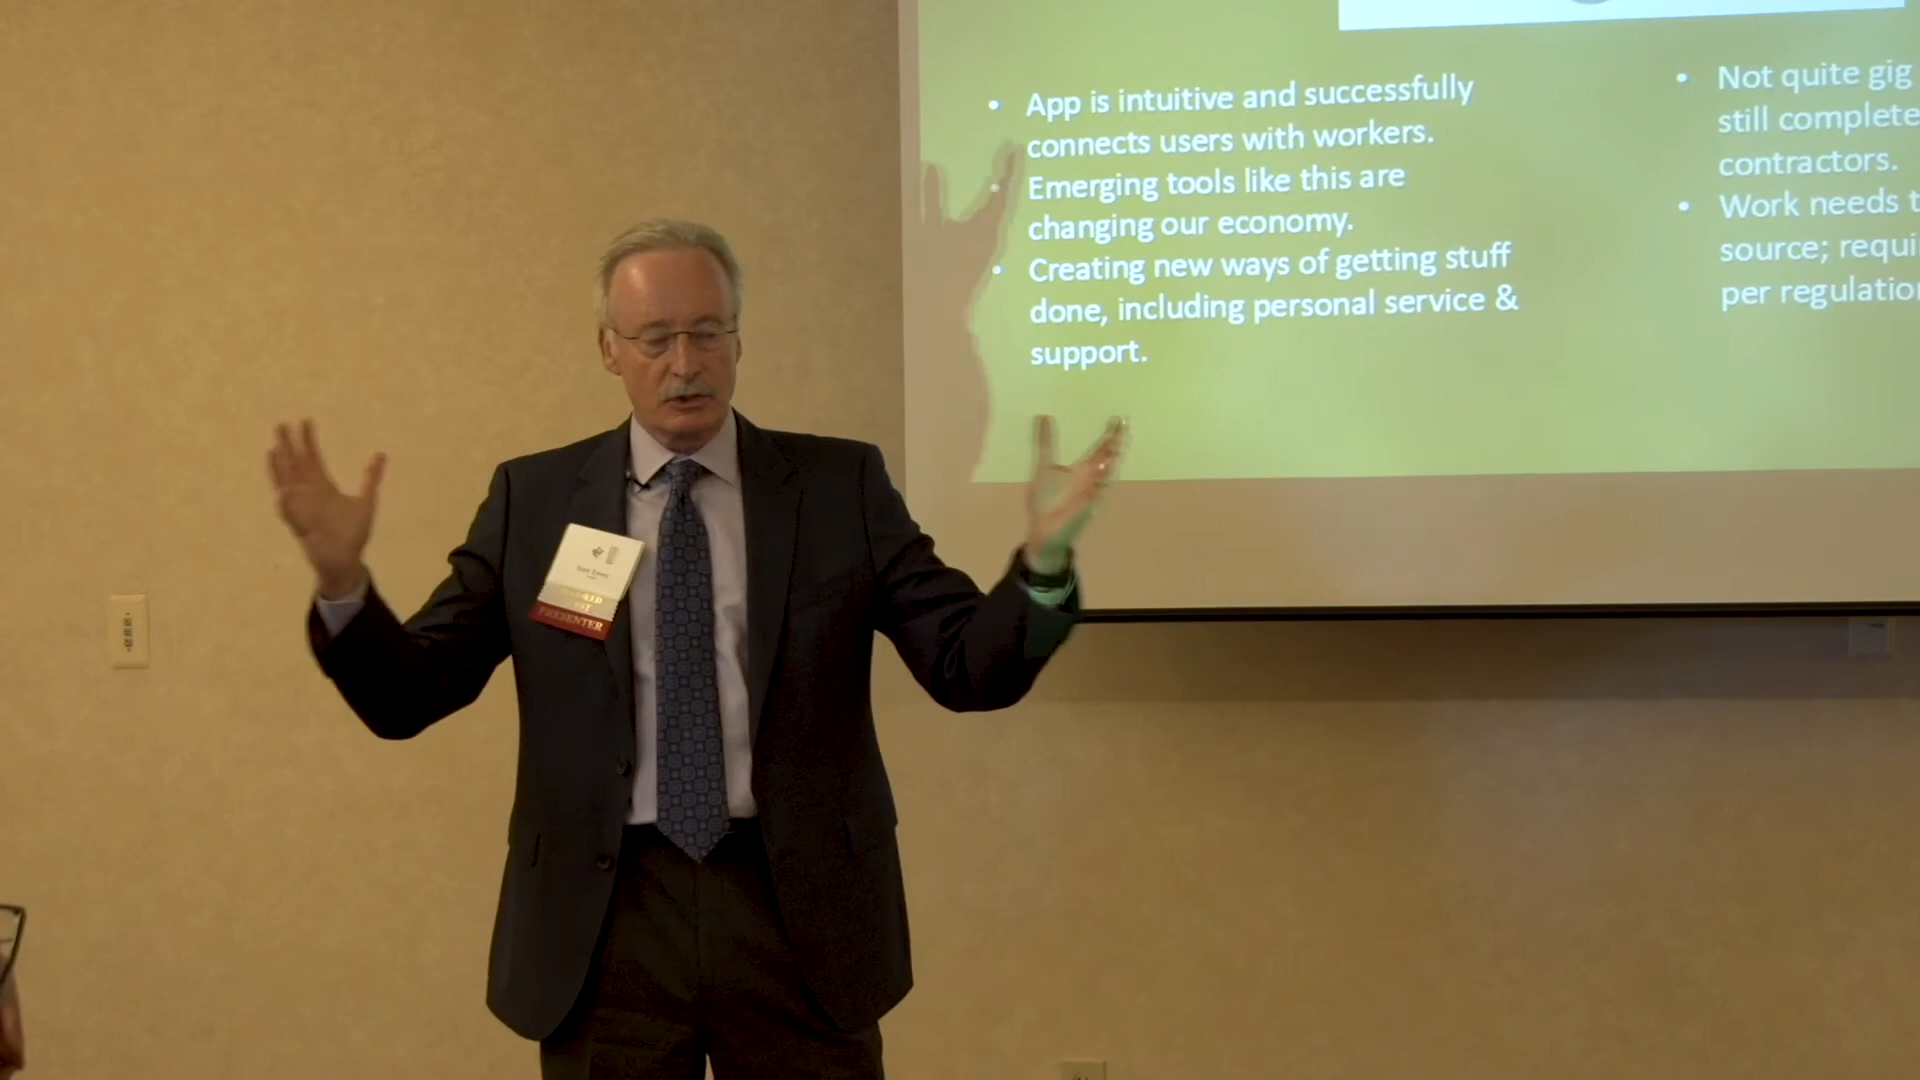 App is intuitive and successfully
connects users with workers.
Emerging tools like this are
changing our economy.
Creating new ways of getting stuff
done, including personal service &
support.
Not quite gig
still complete
contractors.
Work needs t
source; requi
per regulation
PRESENTER